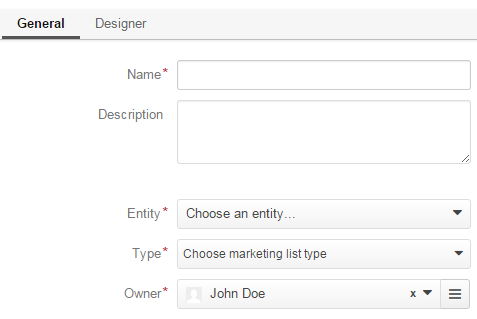 General Designer
Name*
Description
Entity* Choose an entity...
Type* Choose marketing list type
Owner* John Doe x